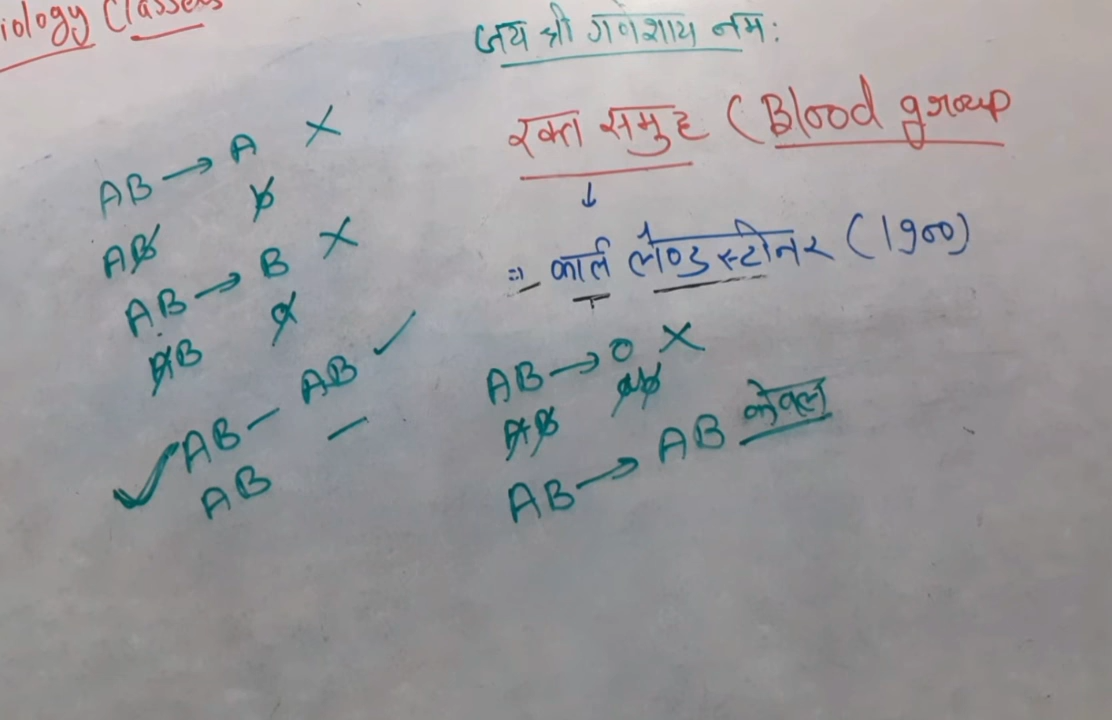 iology Classes
जय श्री गणेशाय नमः
रक्त समुह (Blood group
↓
⇒ कार्ल लैण्डस्टीनर (1900)
AB → A ×
AB b
AB → B ×
AB a
AB - AB ✓
✓ AB -
AB → O ×
AB ab
AB → AB केवल